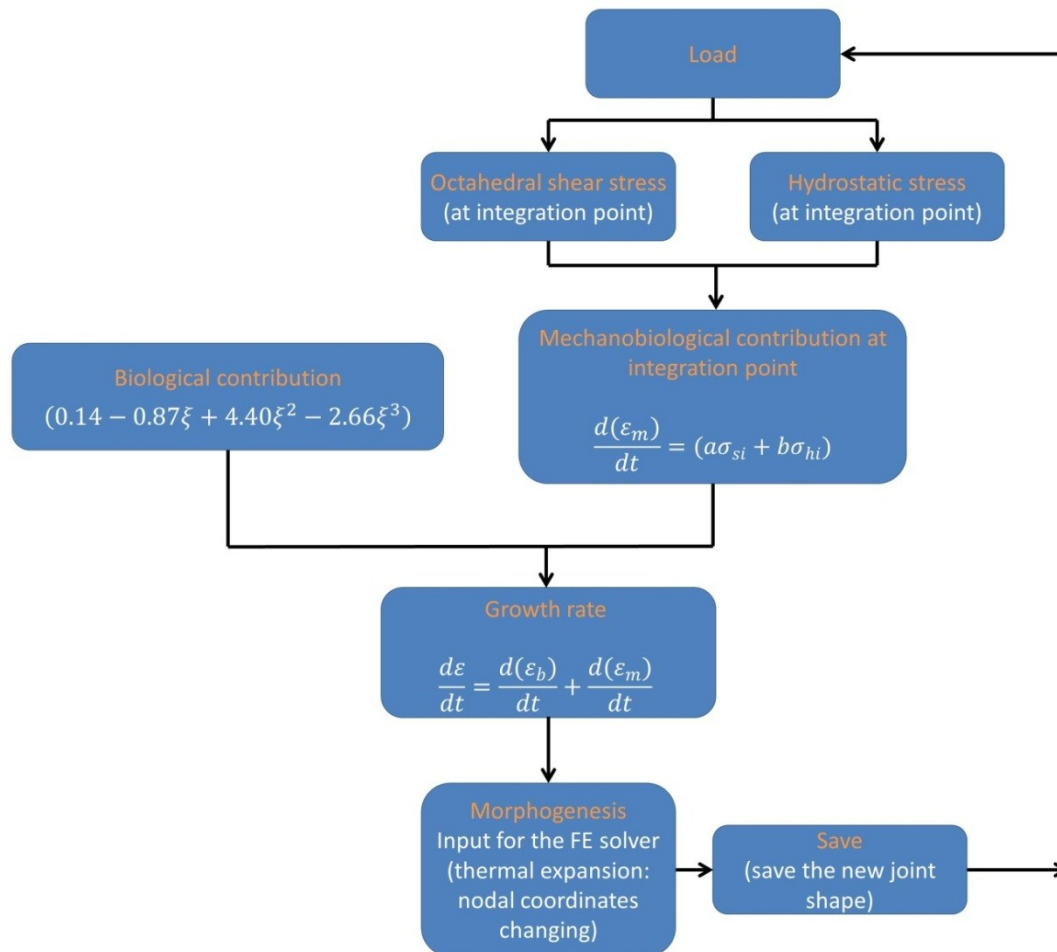 Load
Octahedral shear stress
(at integration point)
Hydrostatic stress
(at integration point)
Mechanobiological contribution at
integration point
d(ε_m)/dt = (aσ_si + bσ_hi)
Biological contribution
(0.14 − 0.87ξ + 4.40ξ² − 2.66ξ³)
Growth rate
dε/dt = d(ε_b)/dt + d(ε_m)/dt
Morphogenesis
Input for the FE solver
(thermal expansion:
nodal coordinates
changing)
Save
(save the new joint
shape)